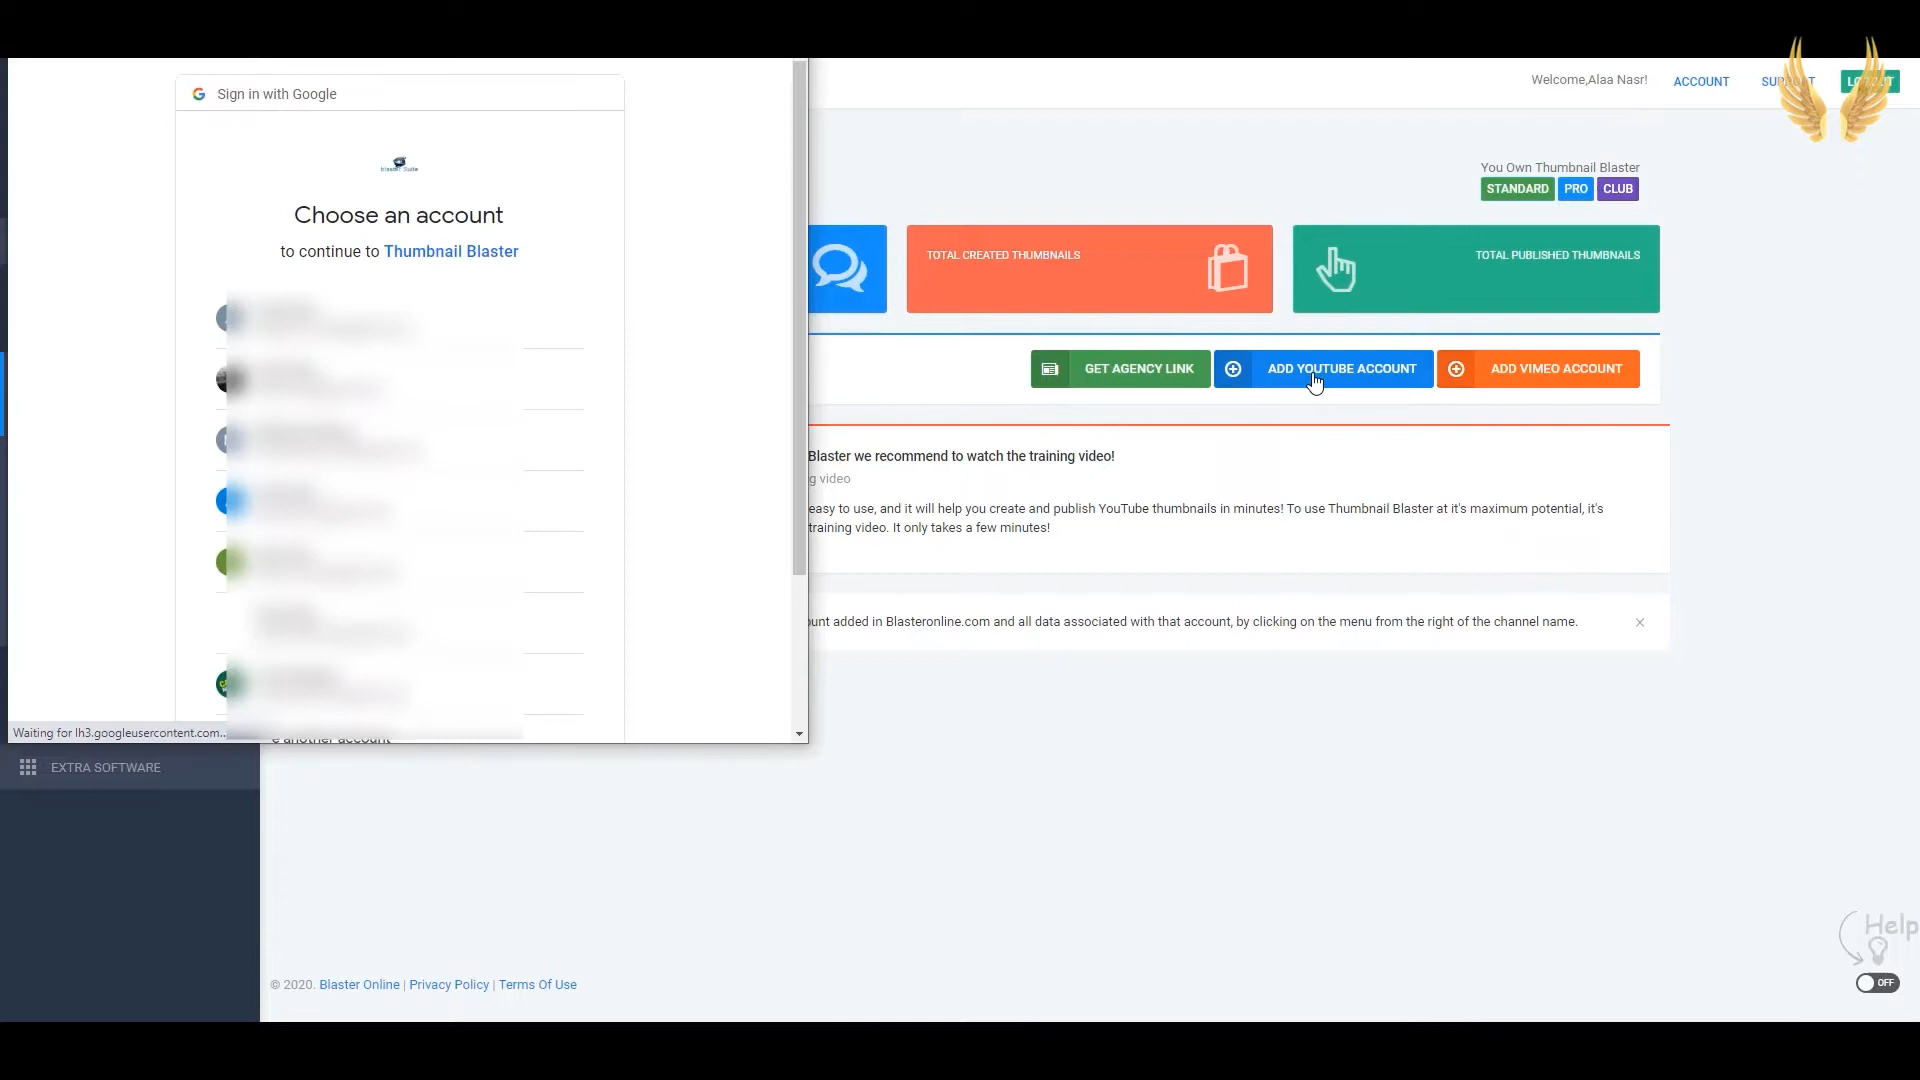 Sign in with Google
blaster Suite
Choose an account
to continue to Thumbnail Blaster
Waiting for lh3.googleusercontent.com...
another account
EXTRA SOFTWARE
Welcome,Alaa Nasr!
ACCOUNT
You Own Thumbnail Blaster
STANDARD
PRO
CLUB
TOTAL CREATED THUMBNAILS
TOTAL PUBLISHED THUMBNAILS
GET AGENCY LINK
ADD YOUTUBE ACCOUNT
ADD VIMEO ACCOUNT
Blaster we recommend to watch the training video!
g video
easy to use, and it will help you create and publish YouTube thumbnails in minutes! To use Thumbnail Blaster at it's maximum potential, it's
training video. It only takes a few minutes!
unt added in Blasteronline.com and all data associated with that account, by clicking on the menu from the right of the channel name.
Help
OFF
© 2020. Blaster Online | Privacy Policy | Terms Of Use